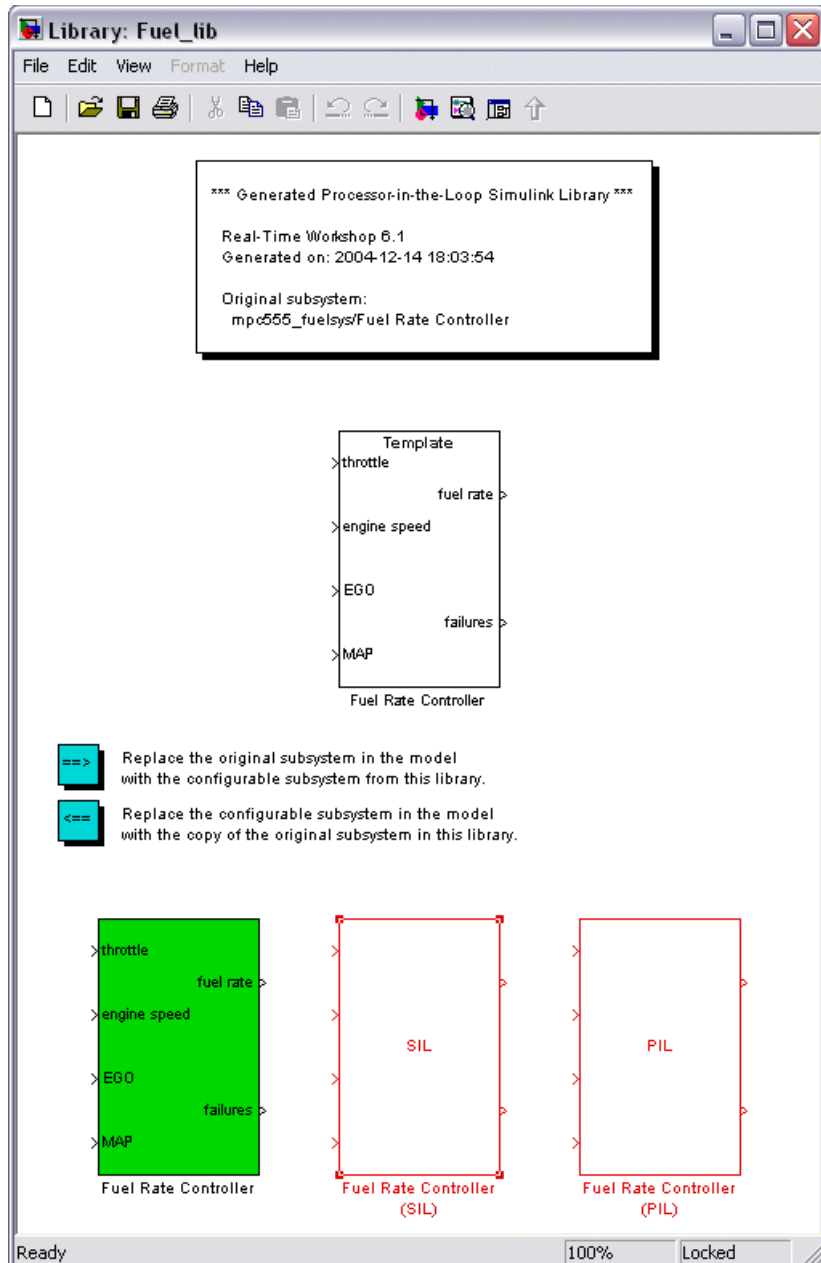 Library: Fuel_lib
File Edit View Format Help
*** Generated Processor-in-the-Loop Simulink Library ***
Real-Time Workshop 6.1
Generated on: 2004-12-14 18:03:54
Original subsystem:
mpc555_fuelsys/Fuel Rate Controller
Template
throttle
fuel rate
engine speed
EGO
failures
MAP
Fuel Rate Controller
==> Replace the original subsystem in the model
with the configurable subsystem from this library.
<== Replace the configurable subsystem in the model
with the copy of the original subsystem in this library.
throttle
fuel rate
engine speed
EGO
failures
MAP
Fuel Rate Controller
SIL
Fuel Rate Controller
(SIL)
PIL
Fuel Rate Controller
(PIL)
Ready 100% Locked